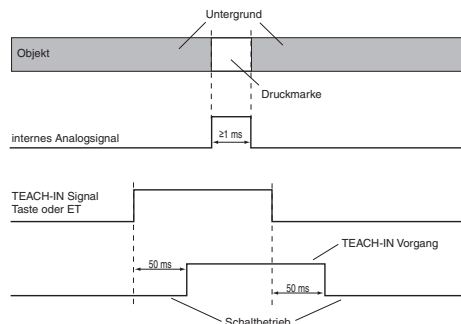 Untergrund
Objekt
Druckmarke
internes Analogsignal
≥1 ms
TEACH-IN Signal
Taste oder ET
TEACH-IN Vorgang
50 ms
50 ms
Schaltbetrieb